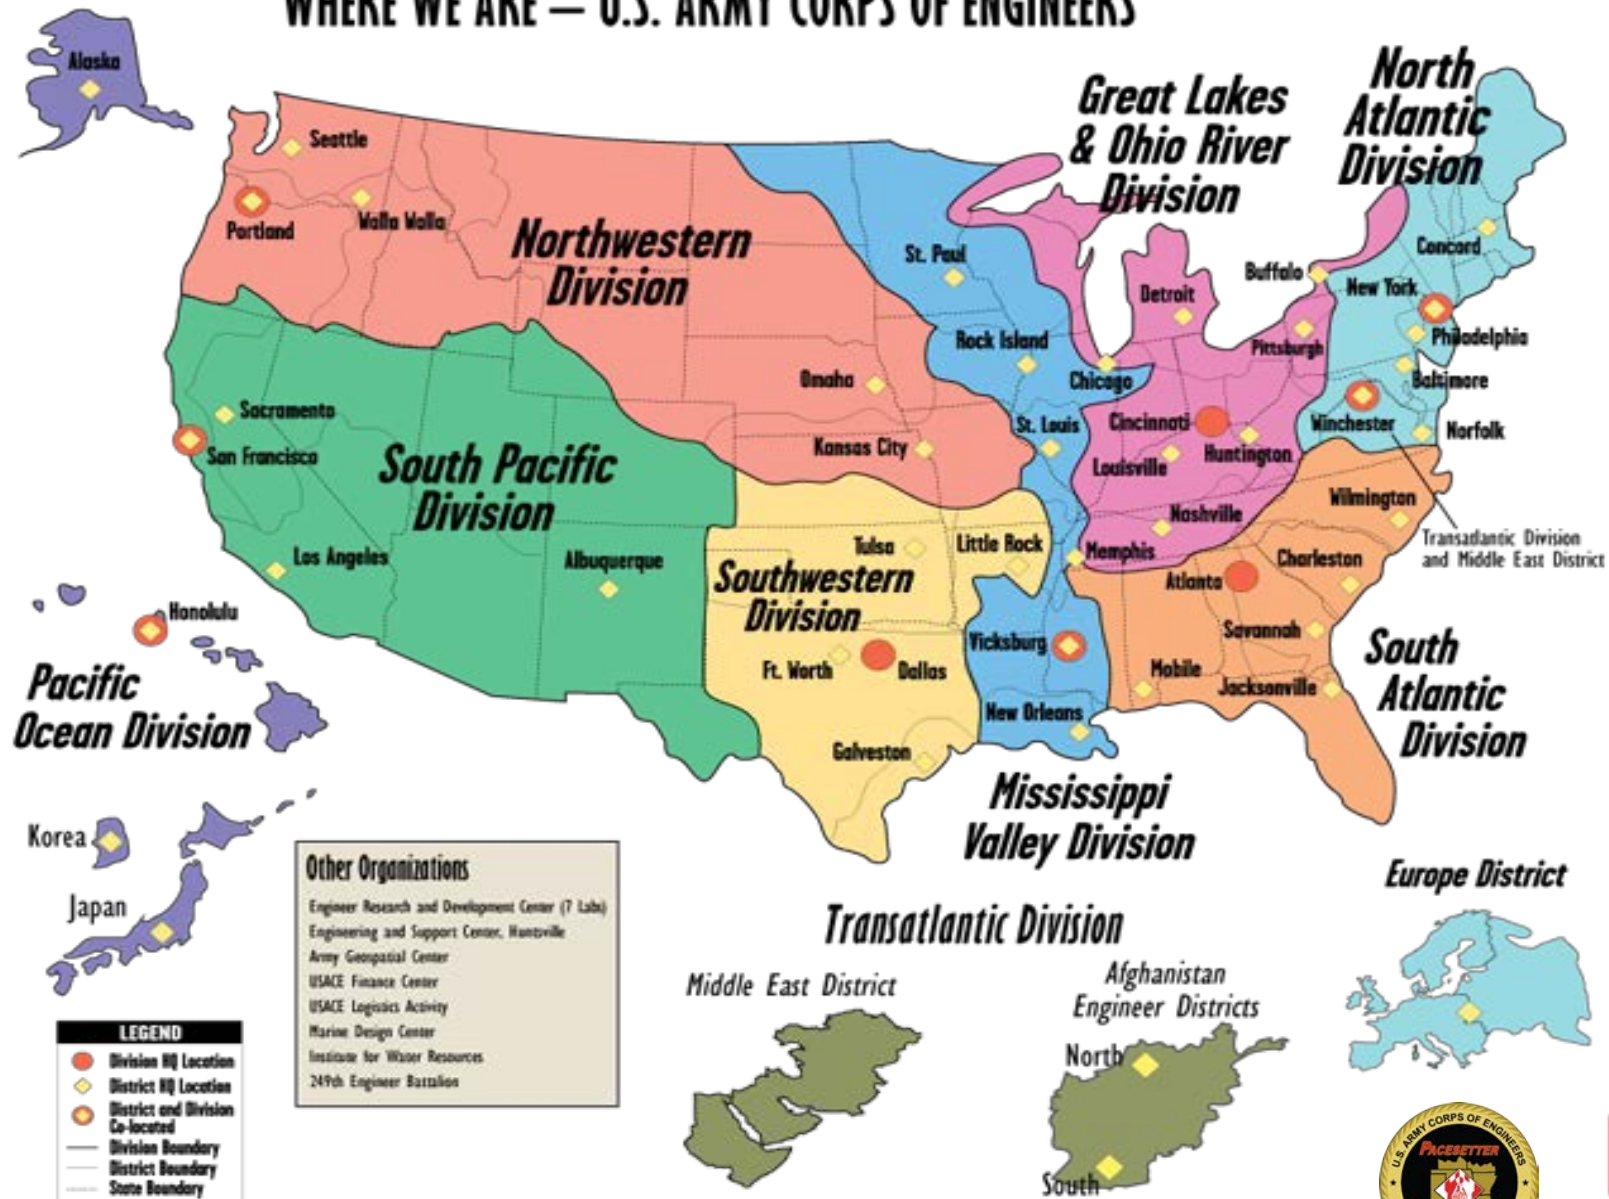 WHERE WE ARE — U.S. ARMY CORPS OF ENGINEERS
Alaska
Seattle
Portland
Walla Walla
Northwestern
Division
Great Lakes
& Ohio River
Division
North
Atlantic
Division
St. Paul
Rock Island
Omaha
Kansas City
St. Louis
Chicago
Detroit
Buffalo
Pittsburgh
Cincinnati
Louisville
Huntington
Nashville
Memphis
Concord
New York
Philadelphia
Baltimore
Winchester
Norfolk
Transatlantic Division
and Middle East District
Sacramento
San Francisco
South Pacific
Division
Los Angeles
Albuquerque
Tulsa
Little Rock
Southwestern
Division
Ft. Worth
Dallas
Galveston
Vicksburg
New Orleans
Mississippi
Valley Division
Wilmington
Charleston
Atlanta
Savannah
Mobile
Jacksonville
South
Atlantic
Division
Honolulu
Pacific
Ocean Division
Korea
Japan
Other Organizations
Engineer Research and Development Center (7 Labs)
Engineering and Support Center, Huntsville
Army Geospatial Center
USACE Finance Center
USACE Logistics Activity
Marine Design Center
Institute for Water Resources
249th Engineer Battalion
Transatlantic Division
Middle East District
Afghanistan
Engineer Districts
North
South
Europe District
LEGEND
Division HQ Location
District HQ Location
District and Division
Co-located
Division Boundary
District Boundary
State Boundary
U.S. ARMY CORPS OF ENGINEERS
PACESETTER